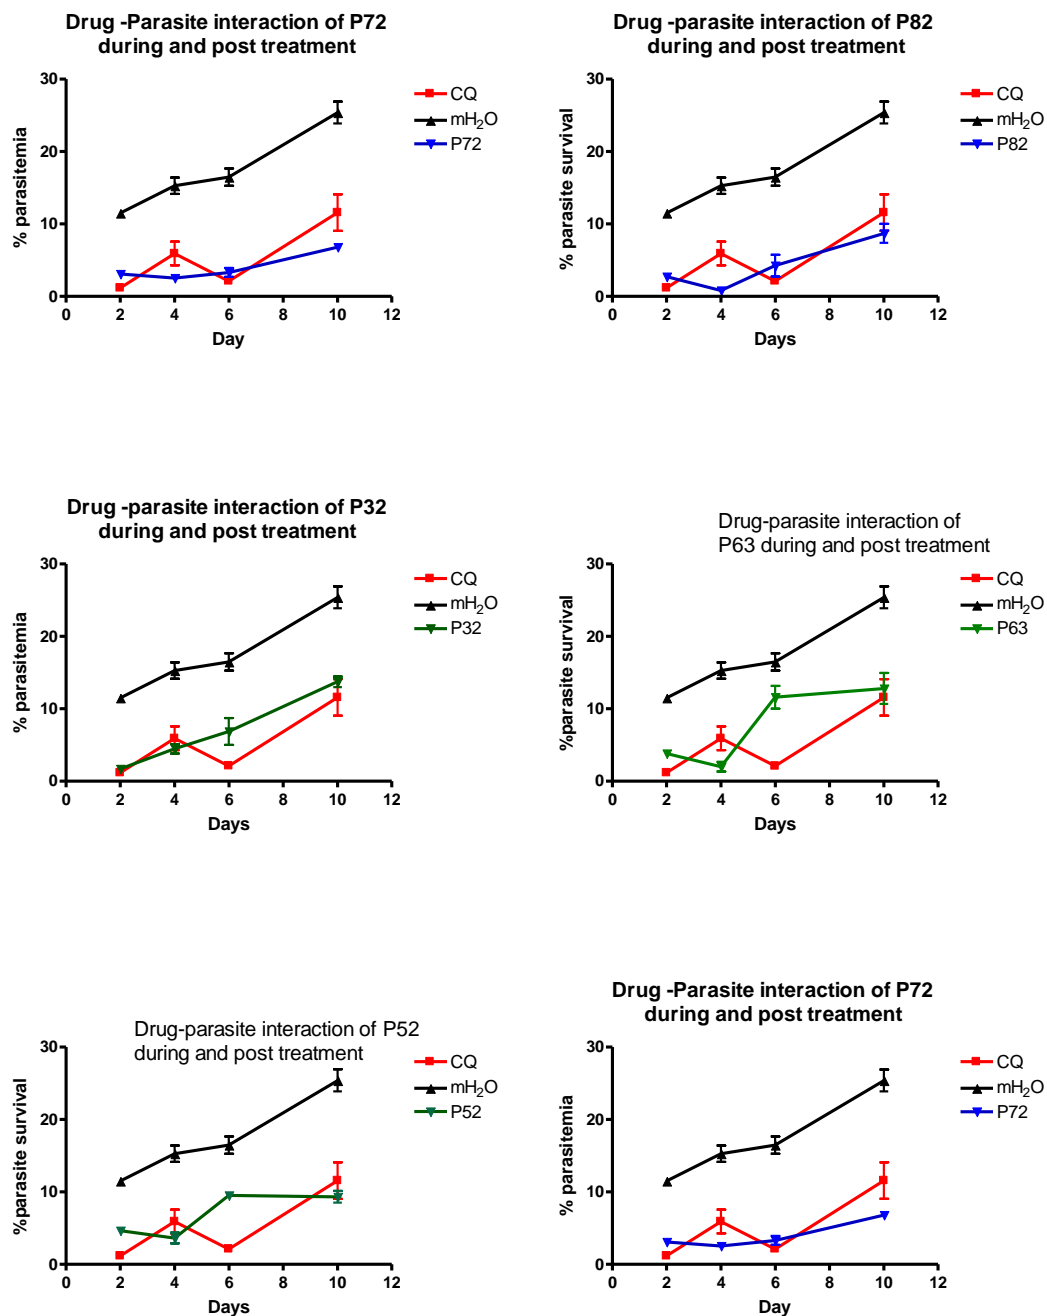 Drug -Parasite interaction of P72
during and post treatment
30
20
10
0
% parasitemia
0 2 4 6 8 10 12
Day
CQ
mH₂O
P72
Drug -parasite interaction of P82
during and post treatment
30
20
10
0
% parasite survival
0 2 4 6 8 10 12
Days
CQ
mH₂O
P82
Drug -parasite interaction of P32
during and post treatment
30
20
10
0
% parasitemia
0 2 4 6 8 10 12
Days
CQ
mH₂O
P32
Drug-parasite interaction of
P63 during and post treatment
30
20
10
0
%parasite survival
0 2 4 6 8 10 12
Days
CQ
mH₂O
P63
Drug-parasite interaction of P52
during and post treatment
30
20
10
0
%parasite survival
0 2 4 6 8 10 12
Days
CQ
mH₂O
P52
Drug -Parasite interaction of P72
during and post treatment
30
20
10
0
% parasitemia
0 2 4 6 8 10 12
Day
CQ
mH₂O
P72